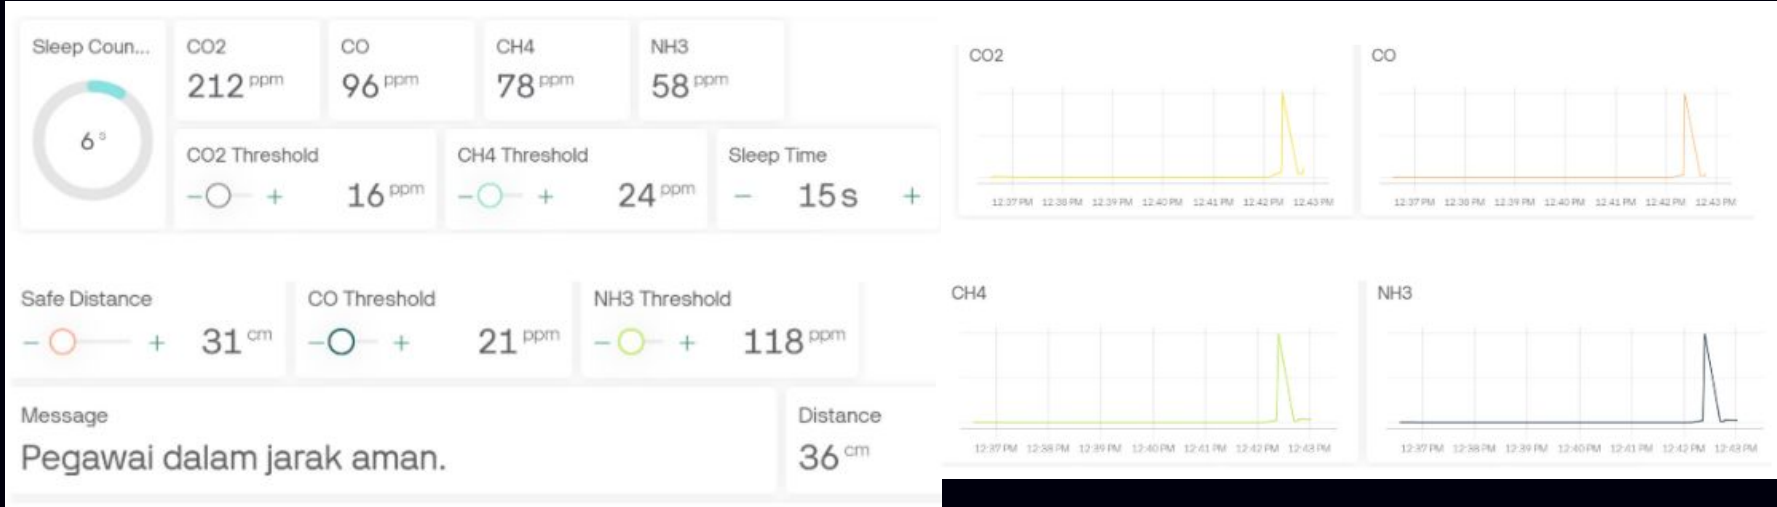 Sleep Coun...
6 s
CO2
212 ppm
CO
96 ppm
CH4
78 ppm
NH3
58 ppm
CO2 Threshold
− + 16 ppm
CH4 Threshold
− + 24 ppm
Sleep Time
− 15 s +
Safe Distance
− + 31 cm
CO Threshold
− + 21 ppm
NH3 Threshold
− + 118 ppm
Message
Pegawai dalam jarak aman.
Distance
36 cm
CO2
12:37 PM 12:38 PM 12:39 PM 12:40 PM 12:41 PM 12:42 PM 12:43 PM
CO
12:37 PM 12:38 PM 12:39 PM 12:40 PM 12:41 PM 12:42 PM 12:43 PM
CH4
12:37 PM 12:38 PM 12:39 PM 12:40 PM 12:41 PM 12:42 PM 12:43 PM
NH3
12:37 PM 12:38 PM 12:39 PM 12:40 PM 12:41 PM 12:42 PM 12:43 PM